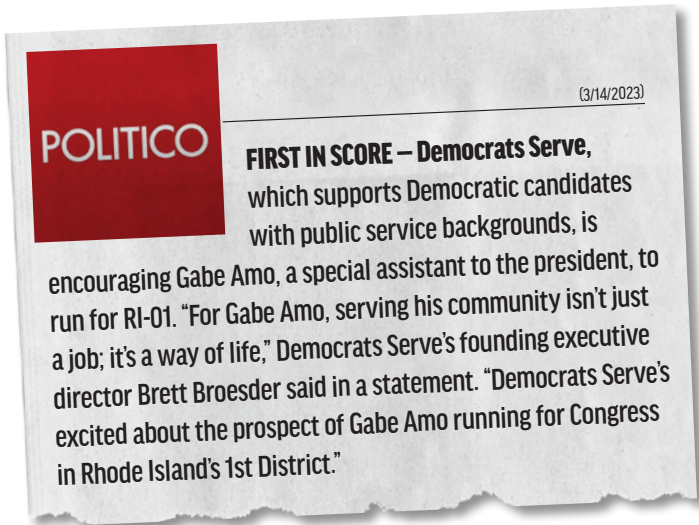 POLITICO
(3/14/2023)
FIRST IN SCORE – Democrats Serve,
which supports Democratic candidates
with public service backgrounds, is
encouraging Gabe Amo, a special assistant to the president, to
run for RI-01. “For Gabe Amo, serving his community isn’t just
a job; it’s a way of life,” Democrats Serve’s founding executive
director Brett Broesder said in a statement. “Democrats Serve’s
excited about the prospect of Gabe Amo running for Congress
in Rhode Island’s 1st District.”